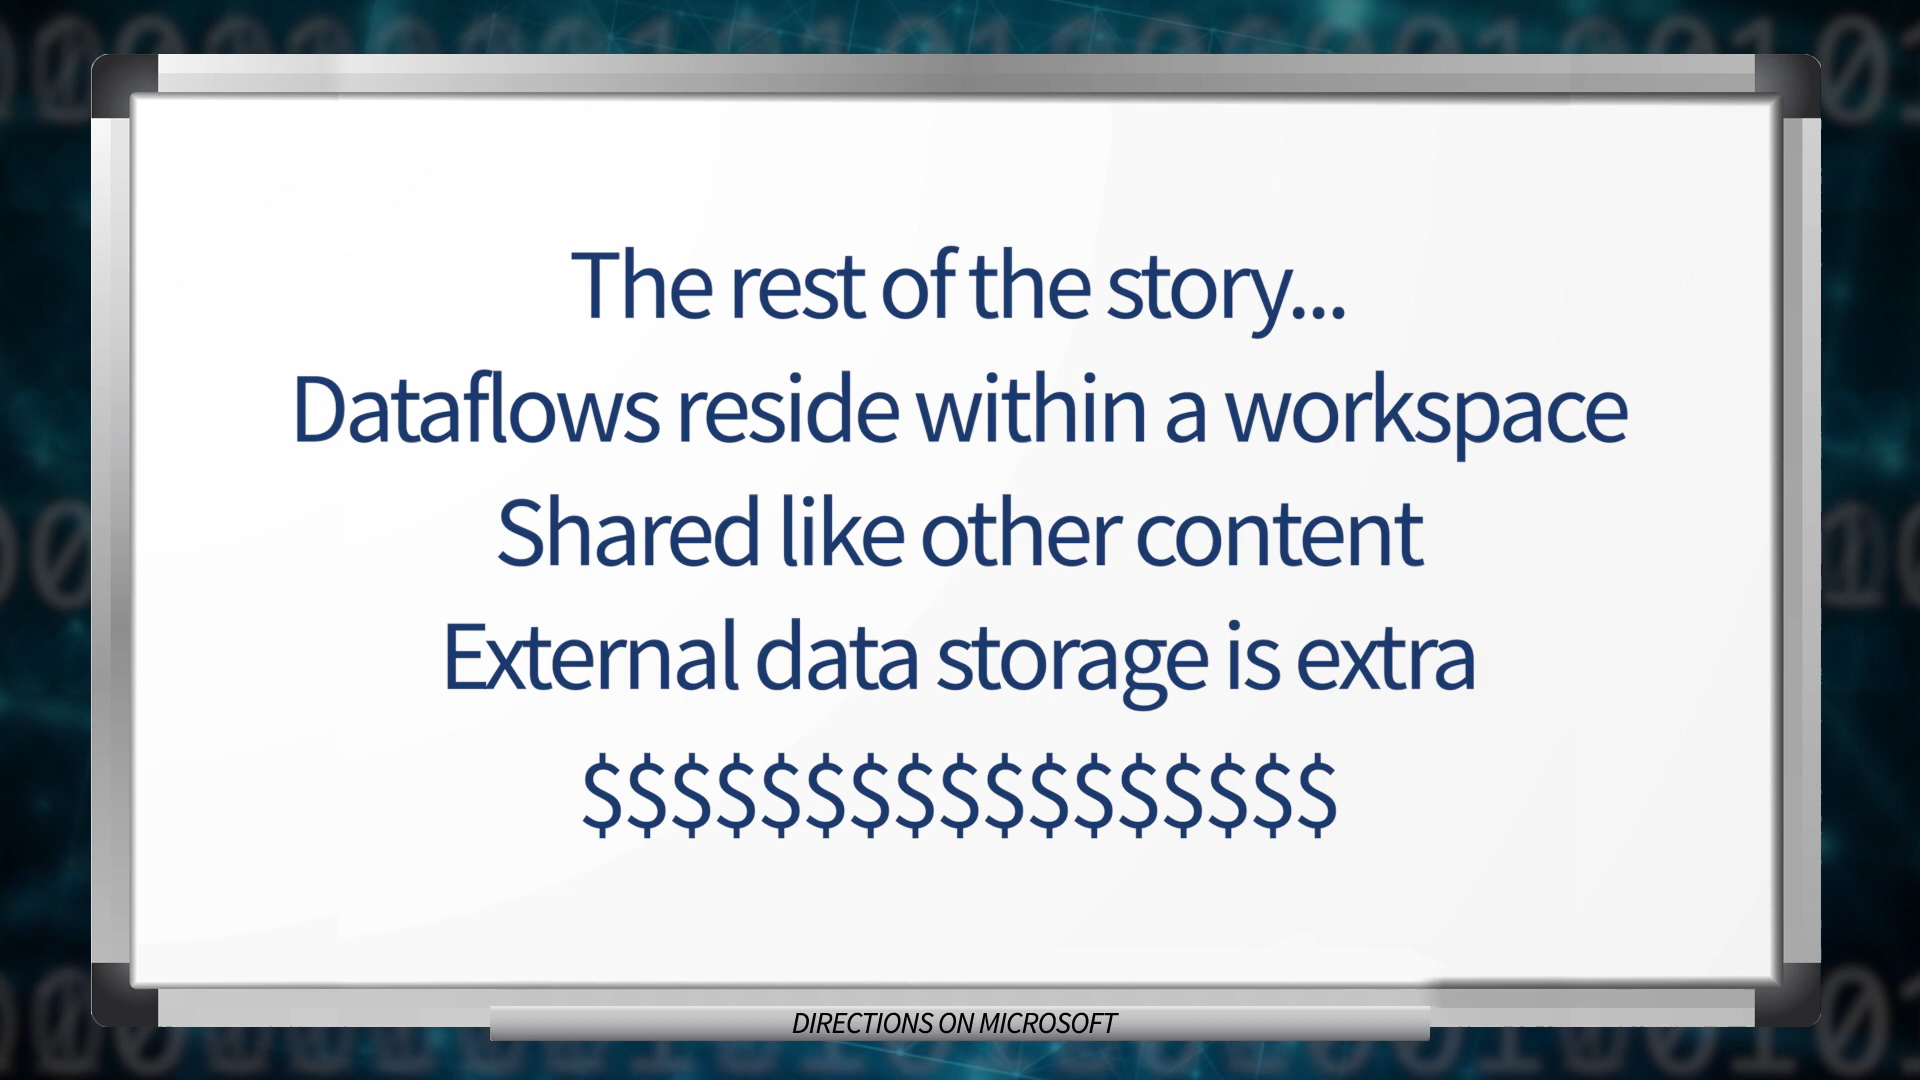 The rest of the story...
Dataflows reside within a workspace
Shared like other content
External data storage is extra
$$$$$$$$$$$$$$$$$
DIRECTIONS ON MICROSOFT